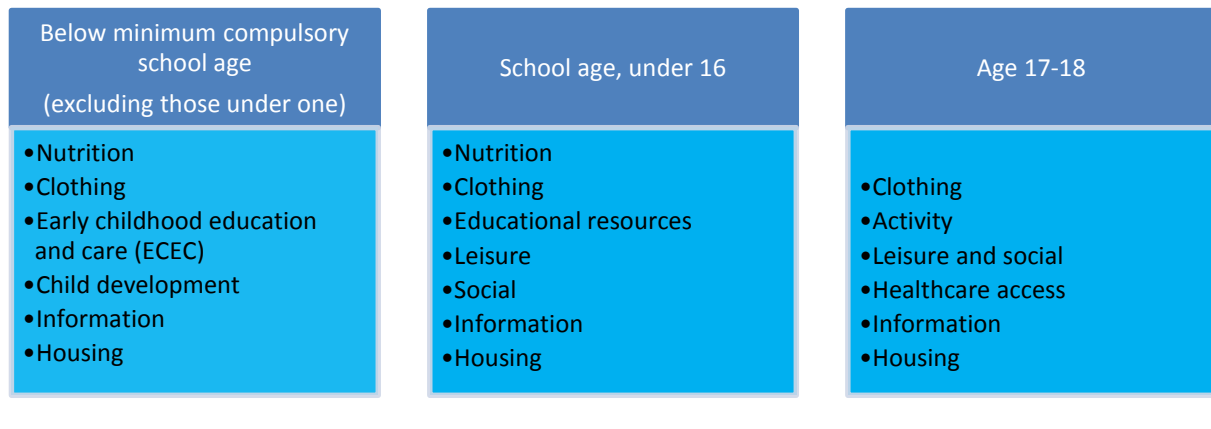 Below minimum compulsory
school age
(excluding those under one)
•Nutrition
•Clothing
•Early childhood education
and care (ECEC)
•Child development
•Information
•Housing
School age, under 16
•Nutrition
•Clothing
•Educational resources
•Leisure
•Social
•Information
•Housing
Age 17-18
•Clothing
•Activity
•Leisure and social
•Healthcare access
•Information
•Housing